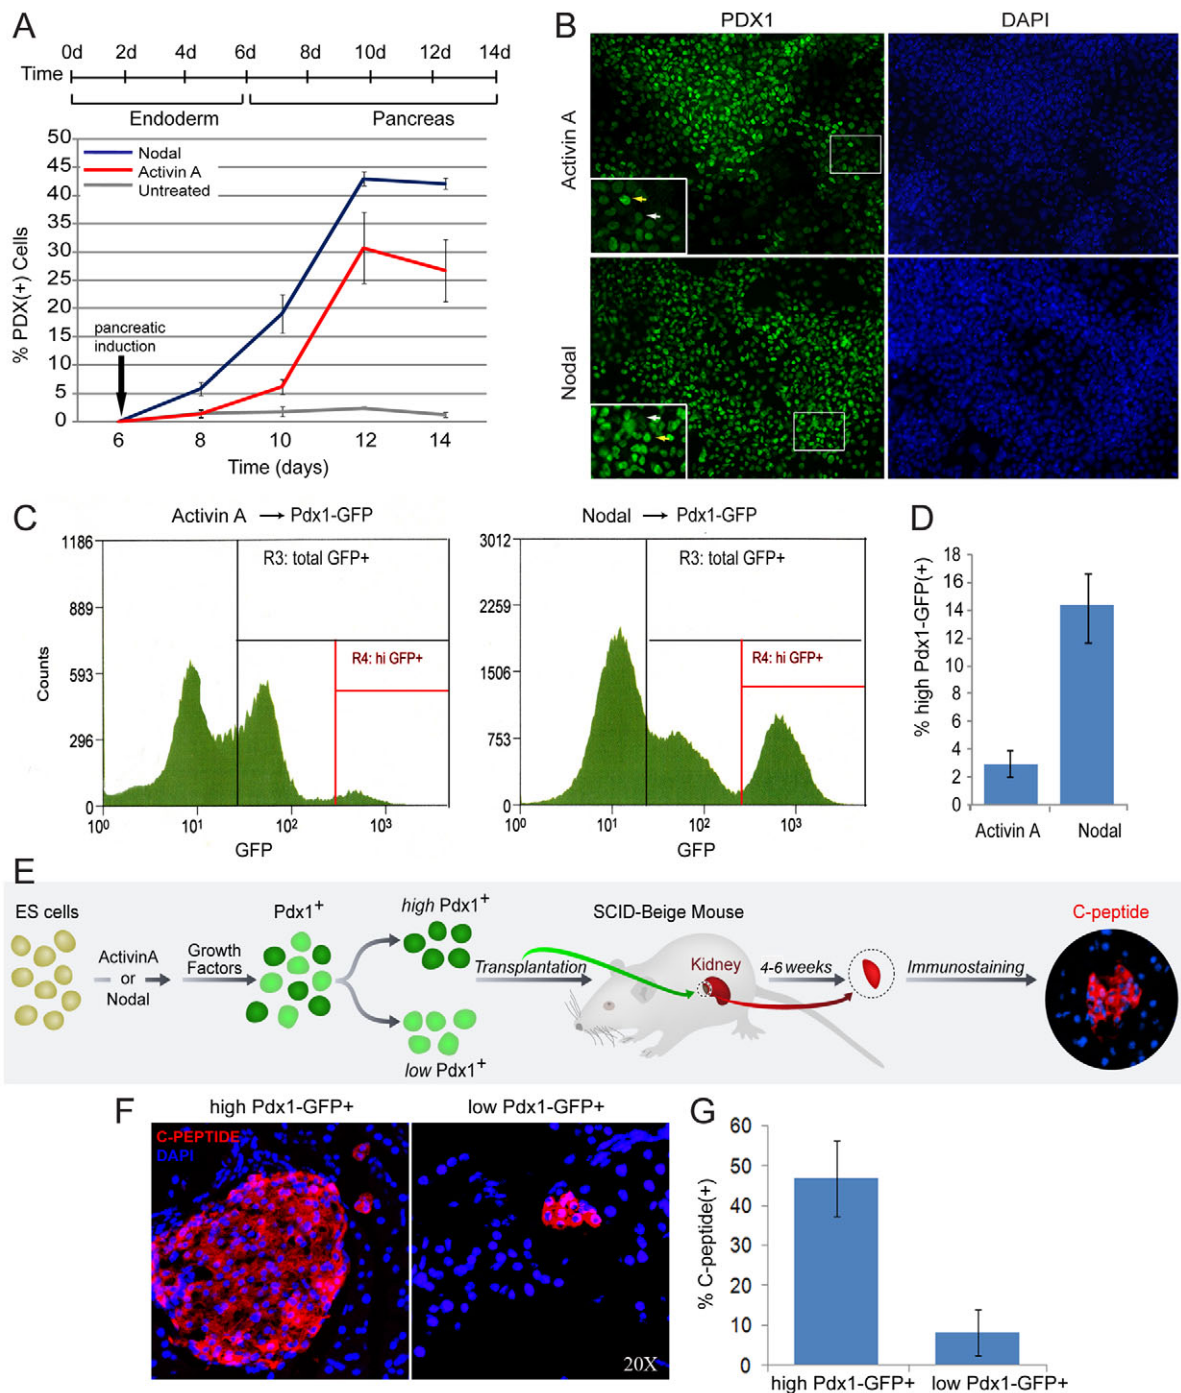 A
0d 2d 4d 6d 8d 10d 12d 14d
Time
Endoderm Pancreas
50
45
40
35
30
25
20
15
10
5
0
% PDX(+) Cells
Nodal
Activin A
Untreated
pancreatic
induction
6 8 10 12 14
Time (days)
B
PDX1 DAPI
Activin A
Nodal
C
Activin A → Pdx1-GFP
1186
889
593
296
0
Counts
R3: total GFP+
R4: hi GFP+
10⁰ 10¹ 10² 10³
GFP
Nodal → Pdx1-GFP
3012
2259
1506
753
0
R3: total GFP+
R4: hi GFP+
10⁰ 10¹ 10² 10³
GFP
D
% high Pdx1-GFP(+)
18
16
14
12
10
8
6
4
2
0
Activin A Nodal
E
ES cells
ActivinA
or
Nodal
Growth
Factors
Pdx1⁺
high Pdx1⁺
low Pdx1⁺
Transplantation
SCID-Beige Mouse
Kidney
4-6 weeks
Immunostaining
C-peptide
F
high Pdx1-GFP+ low Pdx1-GFP+
C-PEPTIDE
DAPI
20X
G
% C-peptide(+)
60
50
40
30
20
10
0
high Pdx1-GFP+ low Pdx1-GFP+